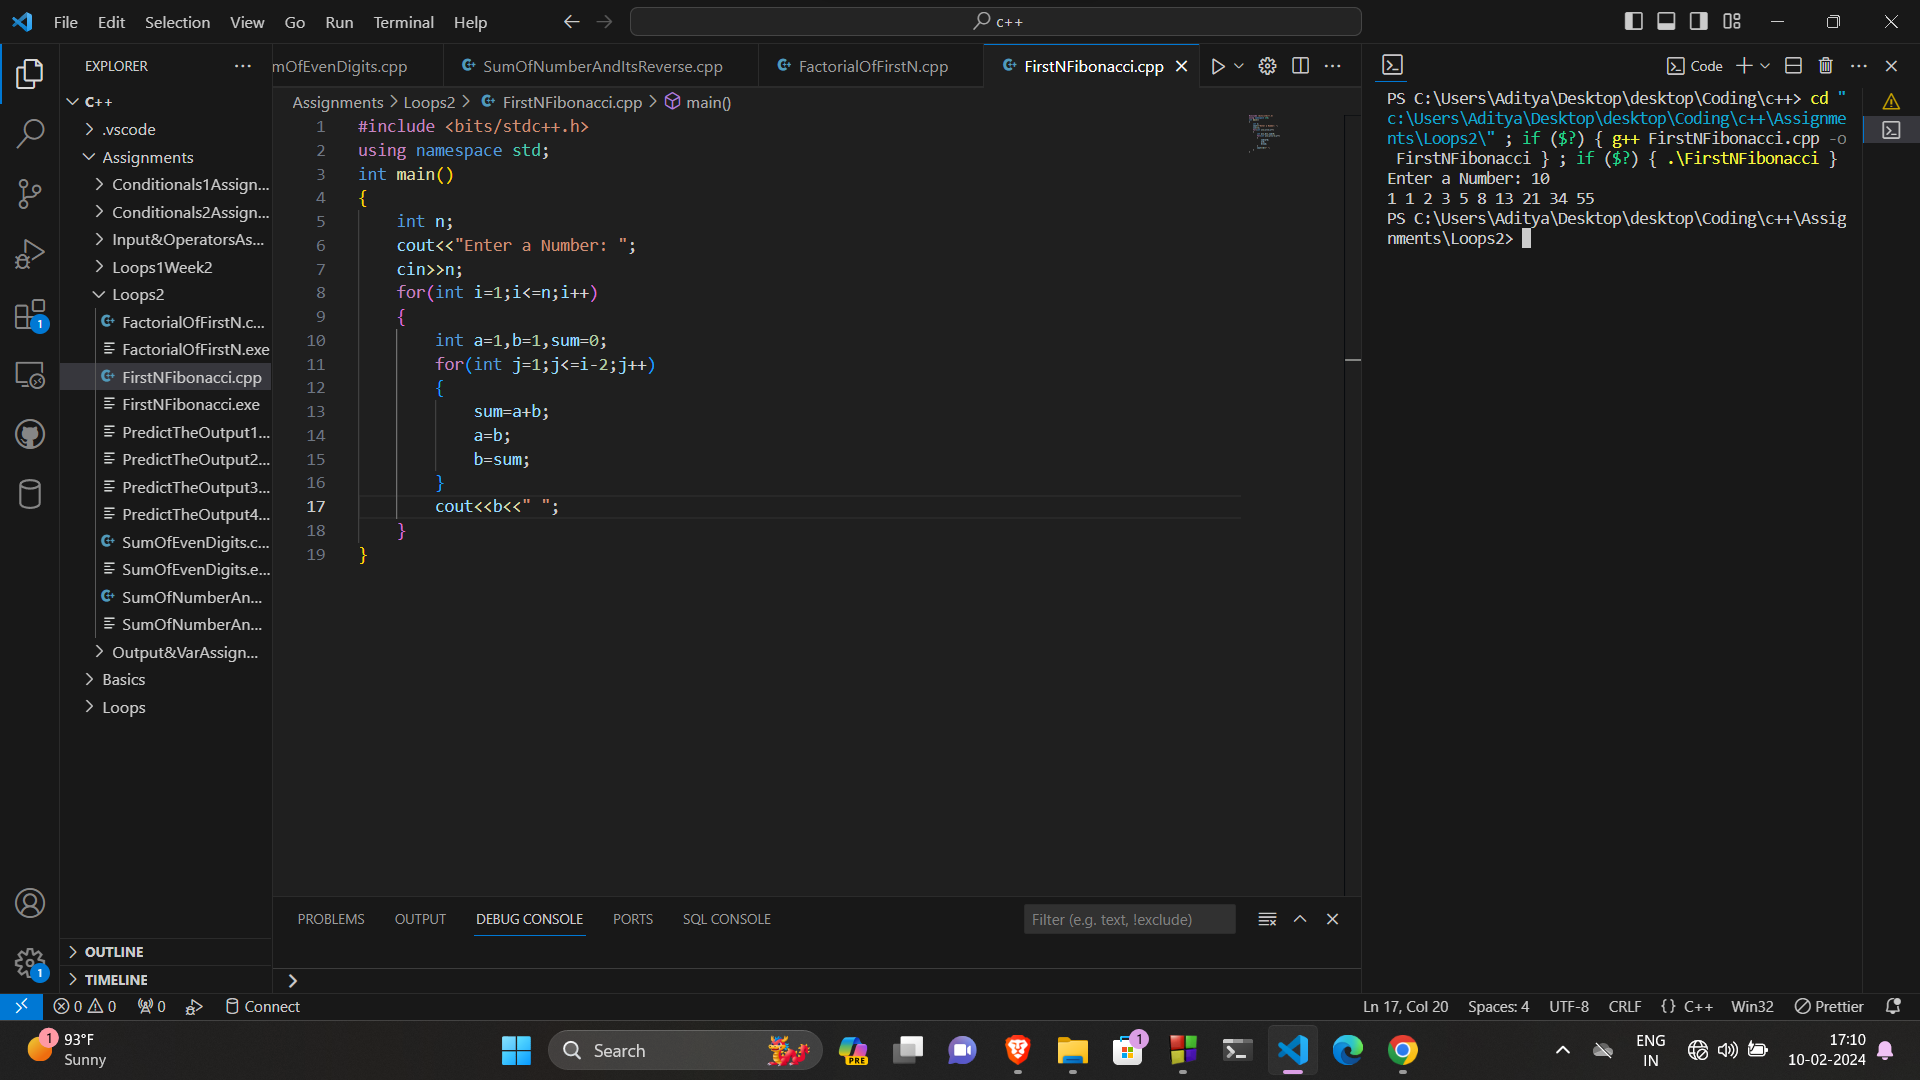 File Edit Selection View Go Run Terminal Help
c++
EXPLORER
mOfEvenDigits.cpp
SumOfNumberAndItsReverse.cpp
FactorialOfFirstN.cpp
FirstNFibonacci.cpp
Code
C++
.vscode
Assignments
Conditionals1Assign...
Conditionals2Assign...
Input&OperatorsAs...
Loops1Week2
Loops2
FactorialOfFirstN.c...
FactorialOfFirstN.exe
FirstNFibonacci.cpp
FirstNFibonacci.exe
PredictTheOutput1...
PredictTheOutput2...
PredictTheOutput3...
PredictTheOutput4...
SumOfEvenDigits.c...
SumOfEvenDigits.e...
SumOfNumberAn...
SumOfNumberAn...
Output&VarAssign...
Basics
Loops
OUTLINE
TIMELINE
Assignments > Loops2 > FirstNFibonacci.cpp > main()
1 #include <bits/stdc++.h>
2 using namespace std;
3 int main()
4 {
5 int n;
6 cout<<"Enter a Number: ";
7 cin>>n;
8 for(int i=1;i<=n;i++)
9 {
10 int a=1,b=1,sum=0;
11 for(int j=1;j<=i-2;j++)
12 {
13 sum=a+b;
14 a=b;
15 b=sum;
16 }
17 cout<<b<<" ";
18 }
19 }
PS C:\Users\Aditya\Desktop\desktop\Coding\c++> cd "
c:\Users\Aditya\Desktop\desktop\Coding\c++\Assignme
nts\Loops2\" ; if ($?) { g++ FirstNFibonacci.cpp -o
FirstNFibonacci } ; if ($?) { .\FirstNFibonacci }
Enter a Number: 10
1 1 2 3 5 8 13 21 34 55
PS C:\Users\Aditya\Desktop\desktop\Coding\c++\Assig
nments\Loops2>
PROBLEMS OUTPUT DEBUG CONSOLE PORTS SQL CONSOLE
Filter (e.g. text, !exclude)
1
1
0 0 0 Connect
Ln 17, Col 20 Spaces: 4 UTF-8 CRLF {} C++ Win32 Prettier
1 93°F
Sunny
Search
PRE
1
ENG
IN
17:10
10-02-2024